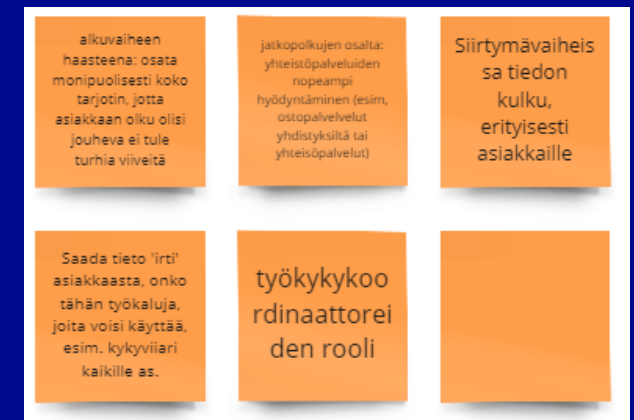 alkuvaiheen
haasteena: osata
monipuolisesti koko
tarjotin, jotta
asiakkaan olku olisi
jouheva ei tule
turhia viiveitä
jatkopolkujen osalta:
yhteistöpalveluiden
nopeampi
hyödyntäminen (esim,
ostopalvelvelut
yhdistyksiltä tai
yhteisöpalvelut)
Siirtymävaiheis
sa tiedon
kulku,
erityisesti
asiakkaille
Saada tieto 'irti'
asiakkaasta, onko
tähän työkaluja,
joita voisi käyttää,
esim. kykyviiari
kaikille as.
työkykykoo
rdinaattorei
den rooli